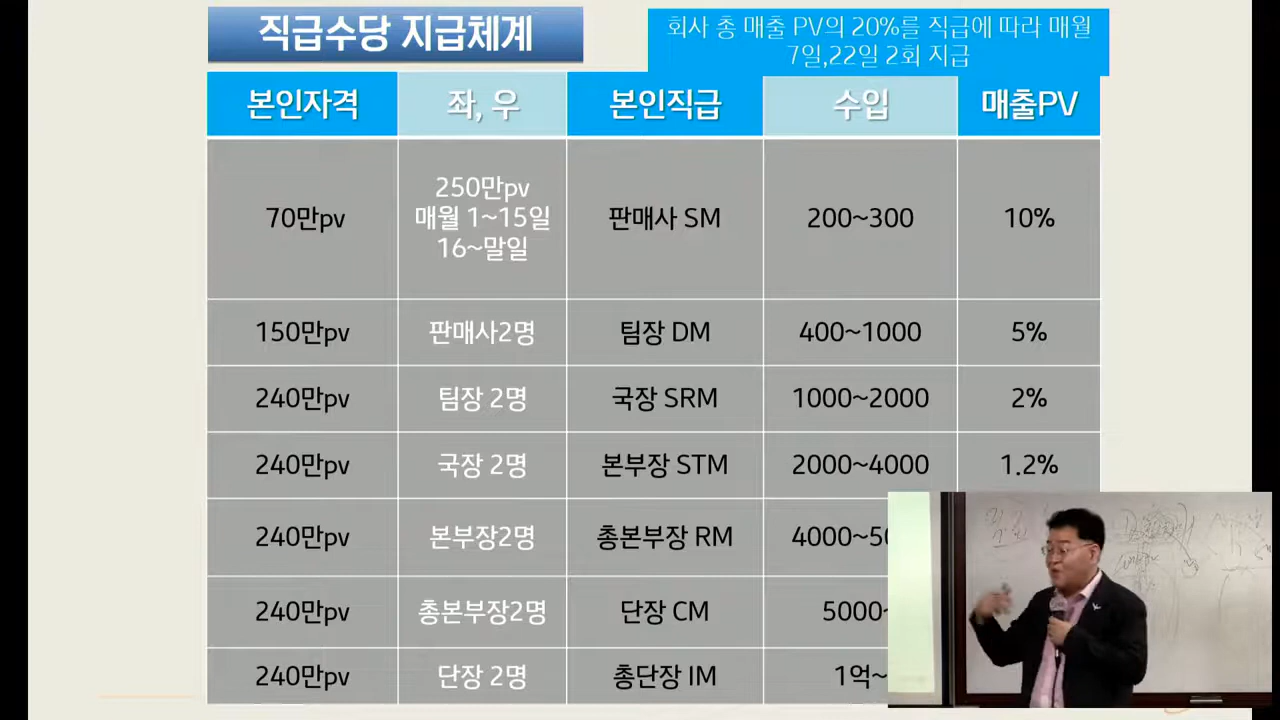 직급수당 지급체계
회사 총 매출 PV의 20%를 직급에 따라 매월
7일,22일 2회 지급
본인자격 좌, 우 본인직급 수입 매출PV
70만pv 250만pv 매월 1~15일 16~말일 판매사 SM 200~300 10%
150만pv 판매사2명 팀장 DM 400~1000 5%
240만pv 팀장 2명 국장 SRM 1000~2000 2%
240만pv 국장 2명 본부장 STM 2000~4000 1.2%
240만pv 본부장2명 총본부장 RM 4000~50
240만pv 총본부장2명 단장 CM 5000~
240만pv 단장 2명 총단장 IM 1억~